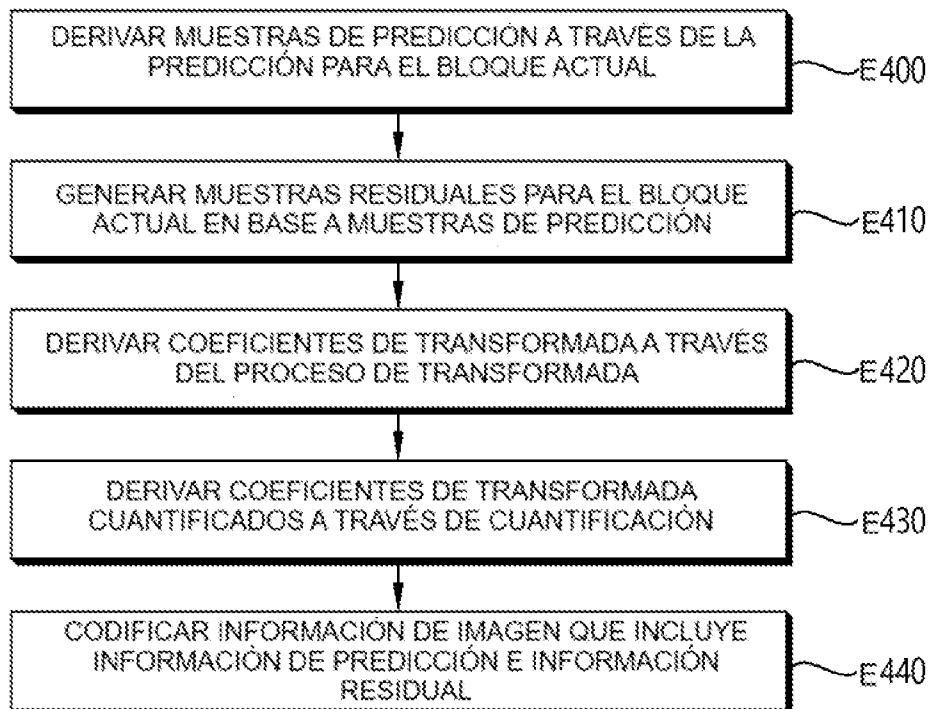 DERIVAR MUESTRAS DE PREDICCIÓN A TRAVÉS DE LA
PREDICCIÓN PARA EL BLOQUE ACTUAL
E400
GENERAR MUESTRAS RESIDUALES PARA EL BLOQUE
ACTUAL EN BASE A MUESTRAS DE PREDICCIÓN
E410
DERIVAR COEFICIENTES DE TRANSFORMADA A TRAVÉS
DEL PROCESO DE TRANSFORMADA
E420
DERIVAR COEFICIENTES DE TRANSFORMADA
CUANTIFICADOS A TRAVÉS DE CUANTIFICACIÓN
E430
CODIFICAR INFORMACIÓN DE IMAGEN QUE INCLUYE
INFORMACIÓN DE PREDICCIÓN E INFORMACIÓN
RESIDUAL
E440